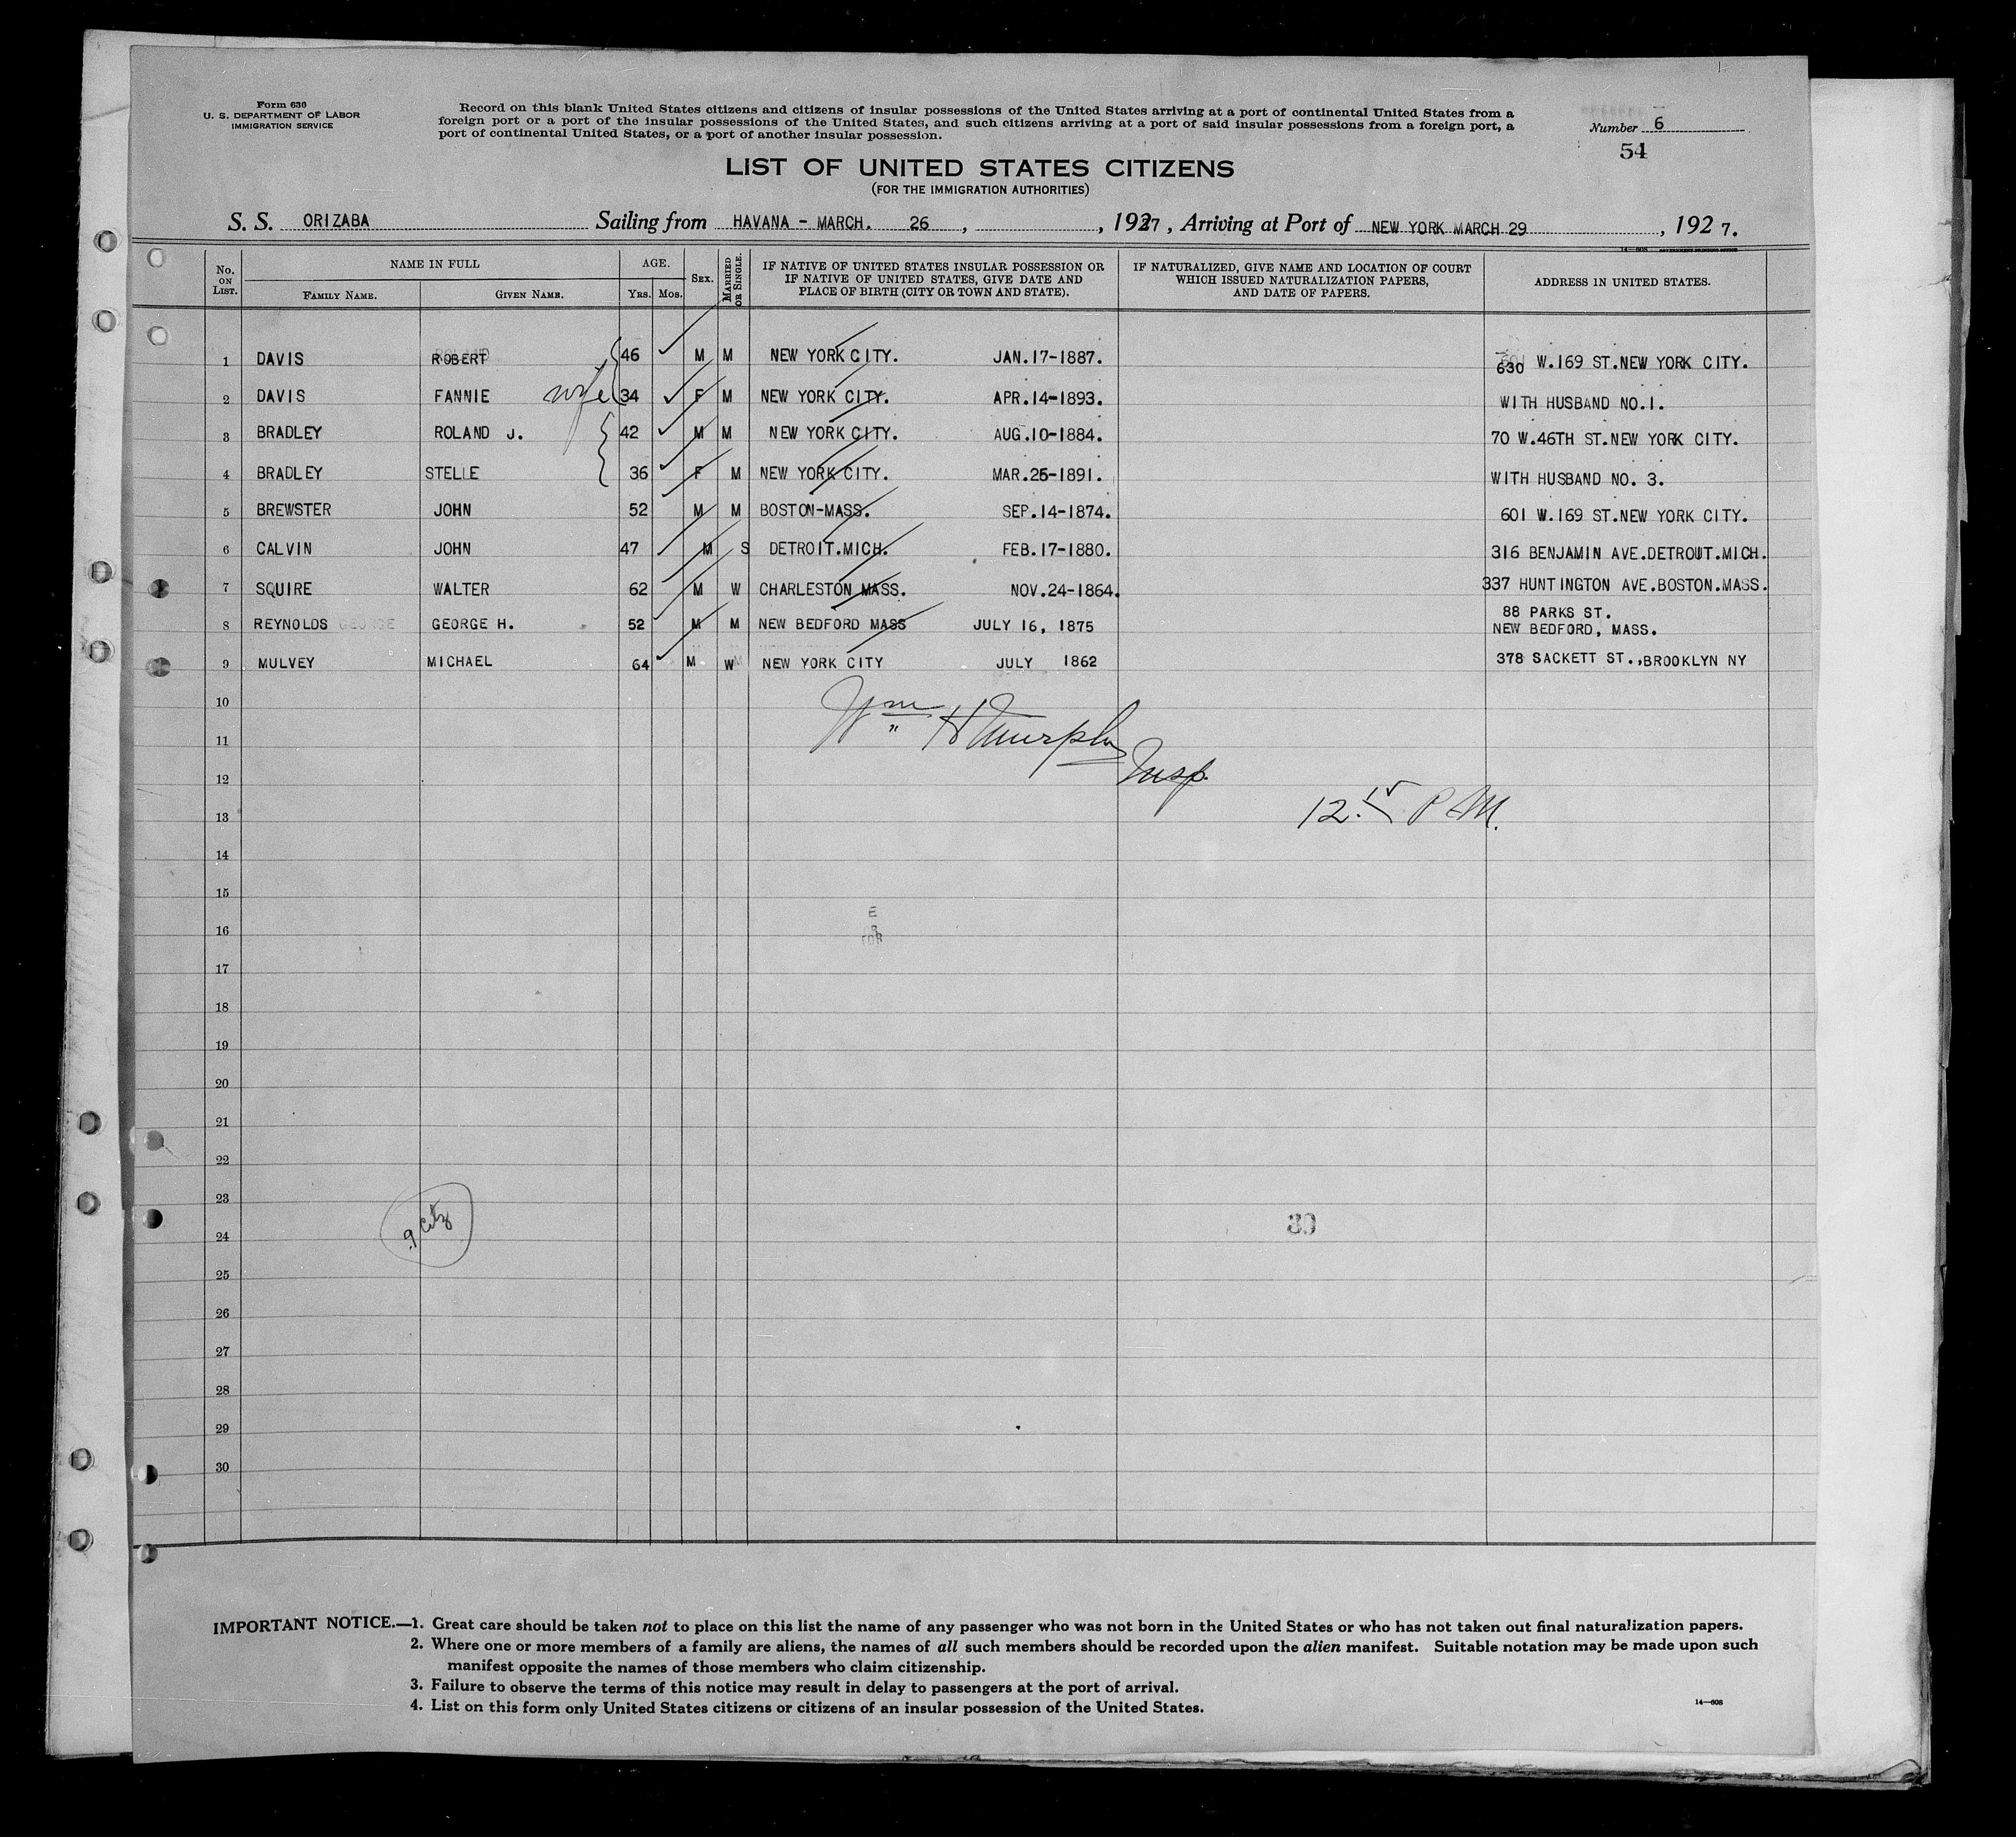 Form 630
U. S. DEPARTMENT OF LABOR
IMMIGRATION SERVICE
Record on this blank United States citizens and citizens of insular possessions of the United States arriving at a port of continental United States from a
foreign port or a port of the insular possessions of the United States, and such citizens arriving at a port of said insular possessions from a foreign port, a
port of continental United States, or a port of another insular possession.
Number 6
54
LIST OF UNITED STATES CITIZENS
(FOR THE IMMIGRATION AUTHORITIES)
S. S. ORIZABA Sailing from HAVANA - MARCH. 26 , , 1927 , Arriving at Port of NEW YORK MARCH 29 , 192 7.
No. ON LIST. NAME IN FULL AGE. SEX. MARRIED OR SINGLE. IF NATIVE OF UNITED STATES INSULAR POSSESSION OR IF NATIVE OF UNITED STATES, GIVE DATE AND PLACE OF BIRTH (CITY OR TOWN AND STATE). IF NATURALIZED, GIVE NAME AND LOCATION OF COURT WHICH ISSUED NATURALIZATION PAPERS, AND DATE OF PAPERS. ADDRESS IN UNITED STATES.
FAMILY NAME. GIVEN NAME. YRS. MOS.
1 DAVIS ROBERT 46 M M NEW YORK CITY. JAN.17-1887. 630 W.169 ST.NEW YORK CITY.
2 DAVIS FANNIE wife 34 F M NEW YORK CITY. APR.14-1893. WITH HUSBAND NO.1.
3 BRADLEY ROLAND J. 42 M M NEW YORK CITY. AUG.10-1884. 70 W.46TH ST.NEW YORK CITY.
4 BRADLEY STELLE 36 F M NEW YORK CITY. MAR.25-1891. WITH HUSBAND NO. 3.
5 BREWSTER JOHN 52 M M BOSTON-MASS. SEP.14-1874. 601 W.169 ST.NEW YORK CITY.
6 CALVIN JOHN 47 M S DETROIT.MICH. FEB.17-1880. 316 BENJAMIN AVE.DETROUT.MICH.
7 SQUIRE WALTER 62 M W CHARLESTON MASS. NOV.24-1864. 337 HUNTINGTON AVE.BOSTON.MASS.
8 REYNOLDS GEORGE GEORGE H. 52 M M NEW BEDFORD MASS JULY 16, 1875 88 PARKS ST.
NEW BEDFORD, MASS.
9 MULVEY MICHAEL 64 M W NEW YORK CITY JULY 1862 378 SACKETT ST.,BROOKLYN NY
10
Wm H Murphy
11
Insp.
12
12.15 P M.
13
14
15
16
17
18
19
20
21
22
23
9 Citz
30
24
25
26
27
28
29
30
IMPORTANT NOTICE.—1. Great care should be taken not to place on this list the name of any passenger who was not born in the United States or who has not taken out final naturalization papers.
2. Where one or more members of a family are aliens, the names of all such members should be recorded upon the alien manifest. Suitable notation may be made upon such
manifest opposite the names of those members who claim citizenship.
3. Failure to observe the terms of this notice may result in delay to passengers at the port of arrival.
4. List on this form only United States citizens or citizens of an insular possession of the United States.
14—608